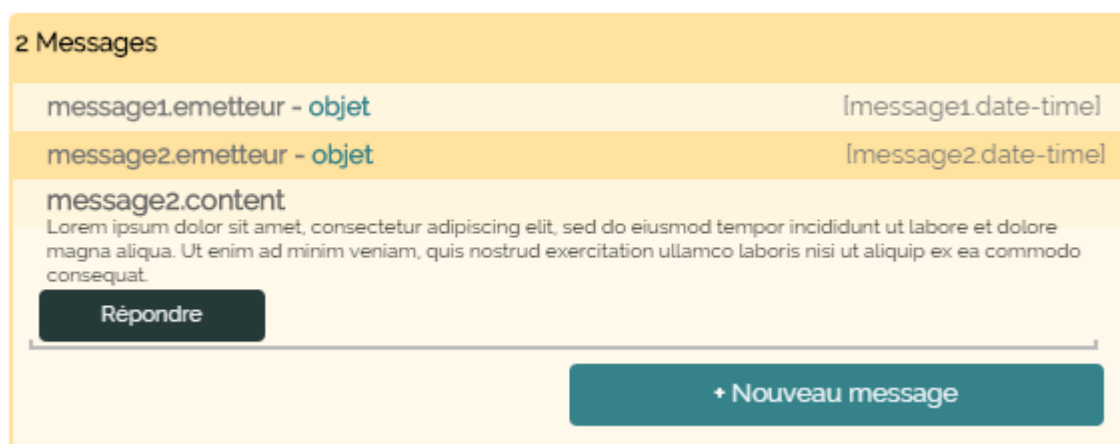 2 Messages
message1.emetteur - objet [message1.date-time]
message2.emetteur - objet [message2.date-time]
message2.content
Lorem ipsum dolor sit amet, consectetur adipiscing elit, sed do eiusmod tempor incididunt ut labore et dolore
magna aliqua. Ut enim ad minim veniam, quis nostrud exercitation ullamco laboris nisi ut aliquip ex ea commodo
consequat.
Répondre
+ Nouveau message